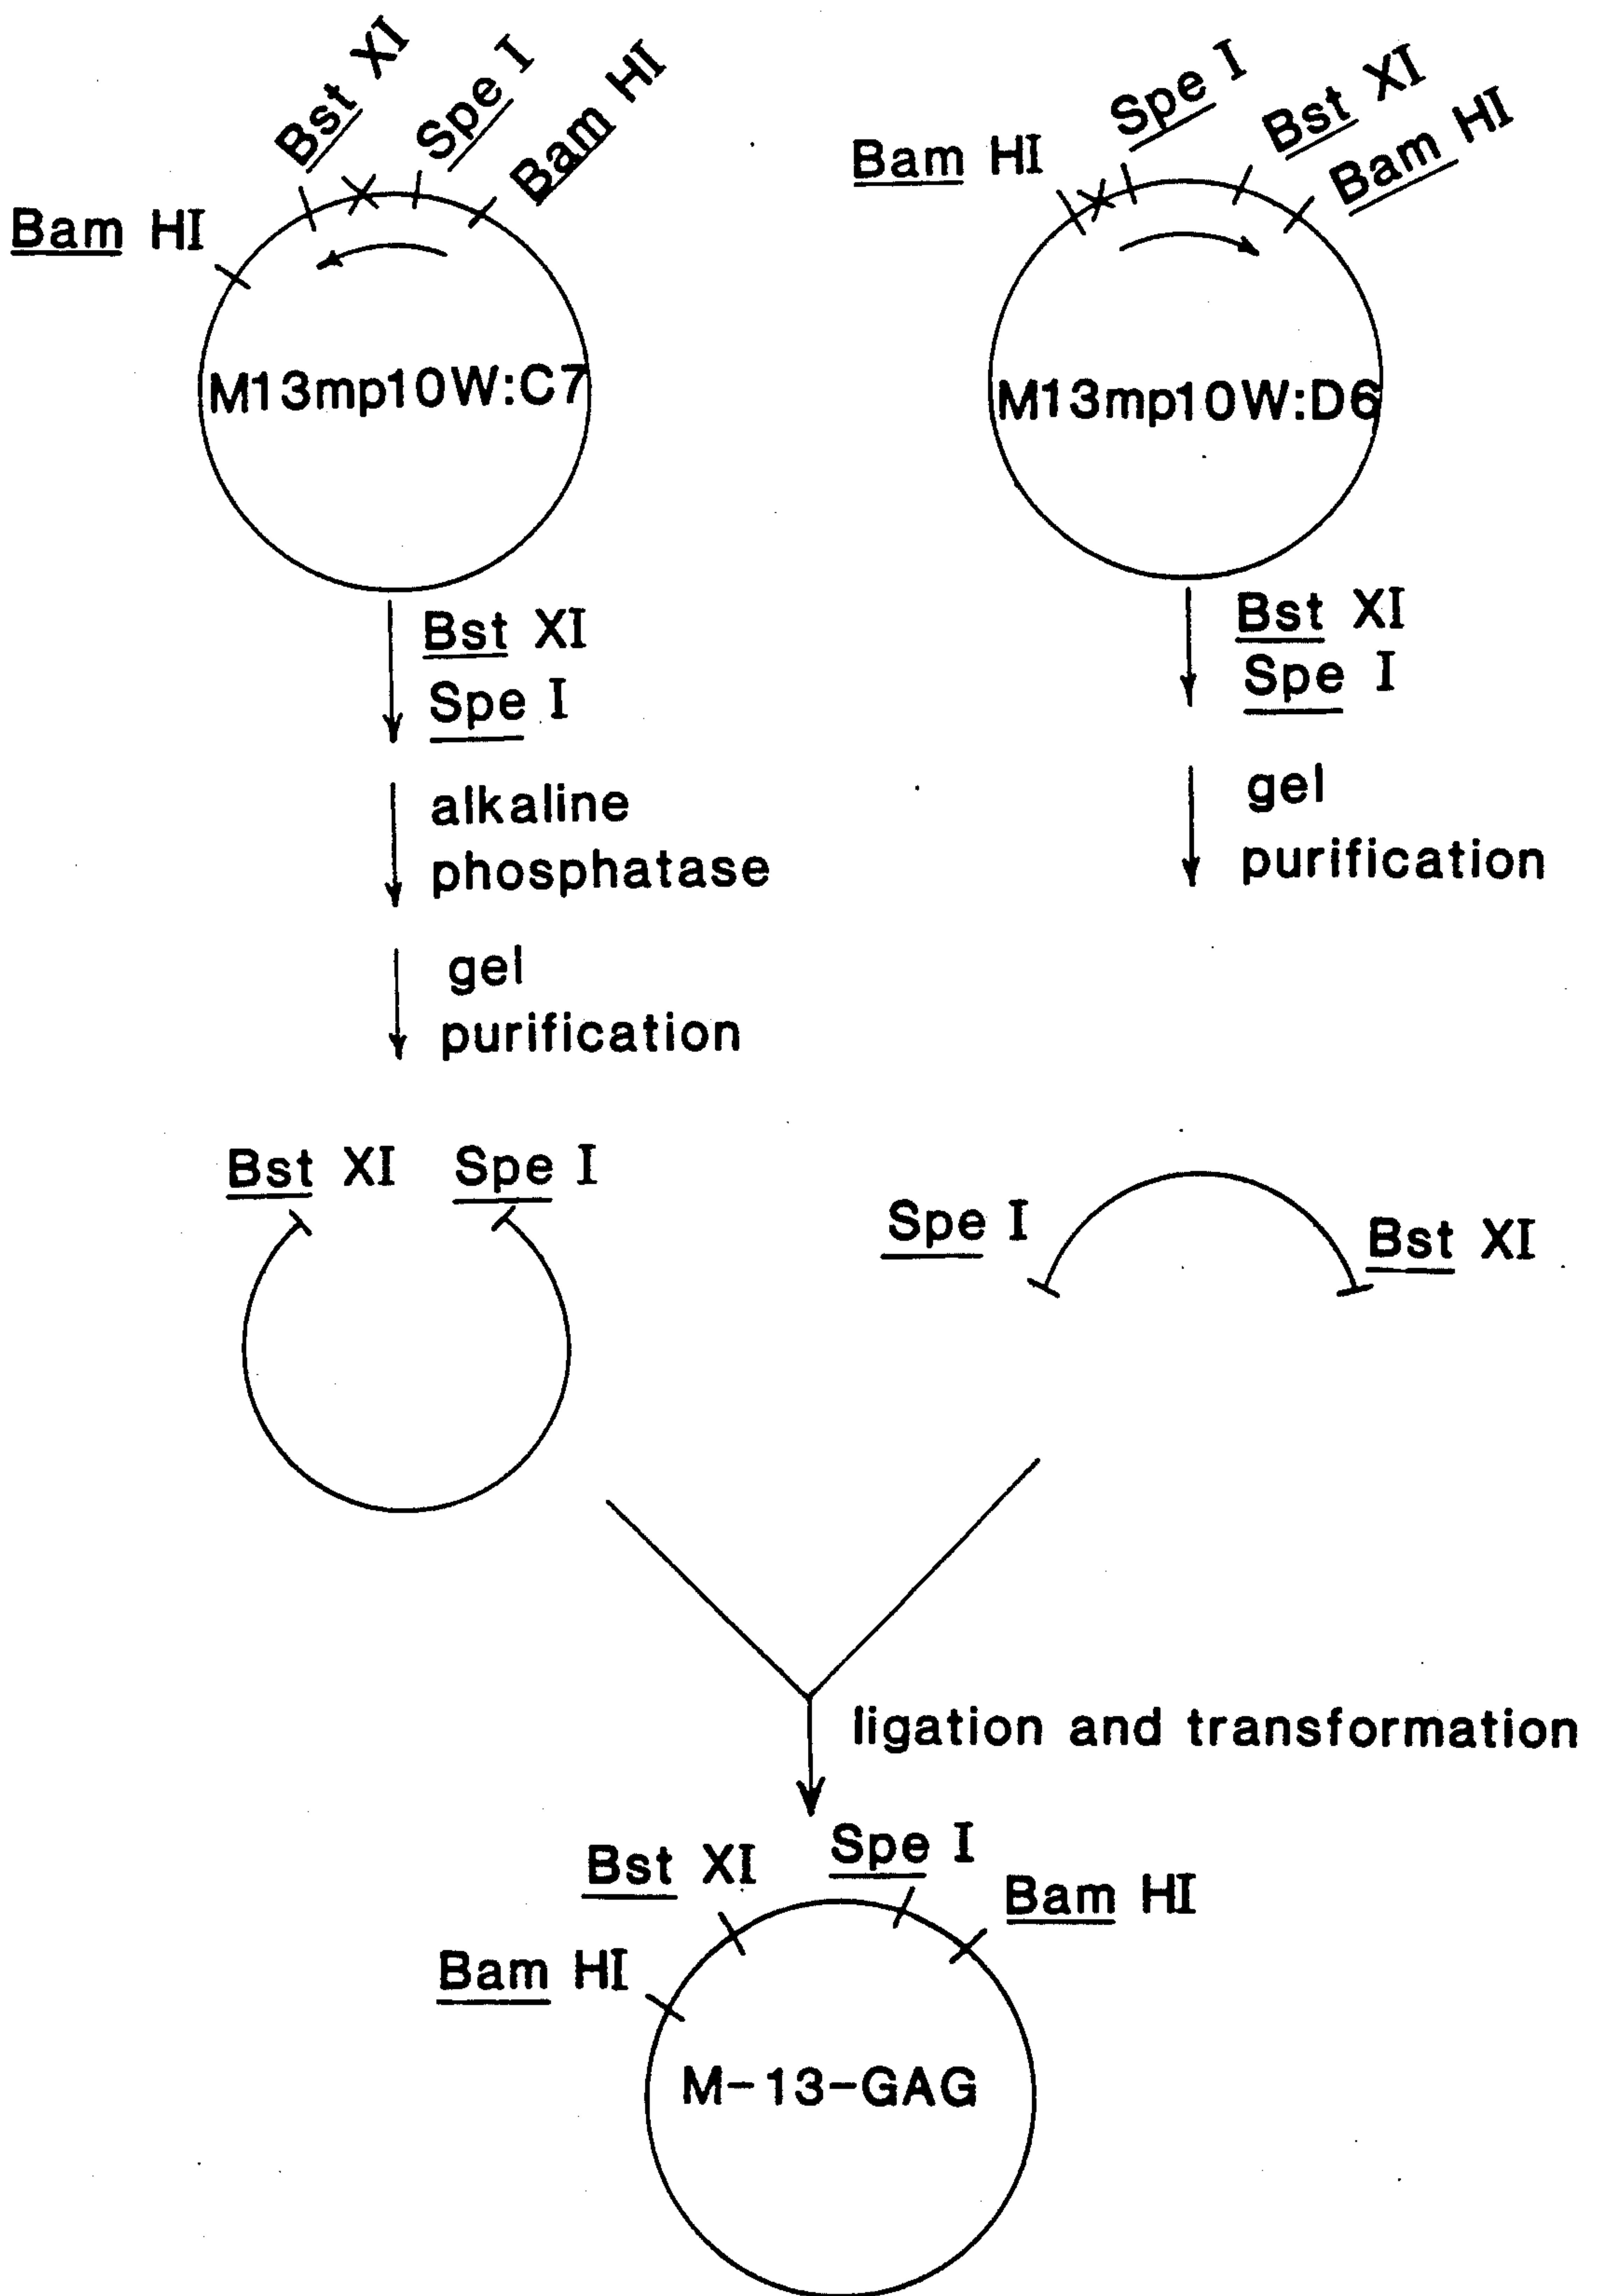 Bst XI
Spe I
Bam HI
Bam HI
M13mp10W:C7
Spe I
Bst XI
Bam HI
Bam HI
M13mp10W:D6
Bst XI
Spe I
alkaline
phosphatase
gel
purification
Bst XI
Spe I
gel
purification
Bst XI
Spe I
Spe I
Bst XI
ligation and transformation
Bst XI
Spe I
Bam HI
Bam HI
M-13-GAG